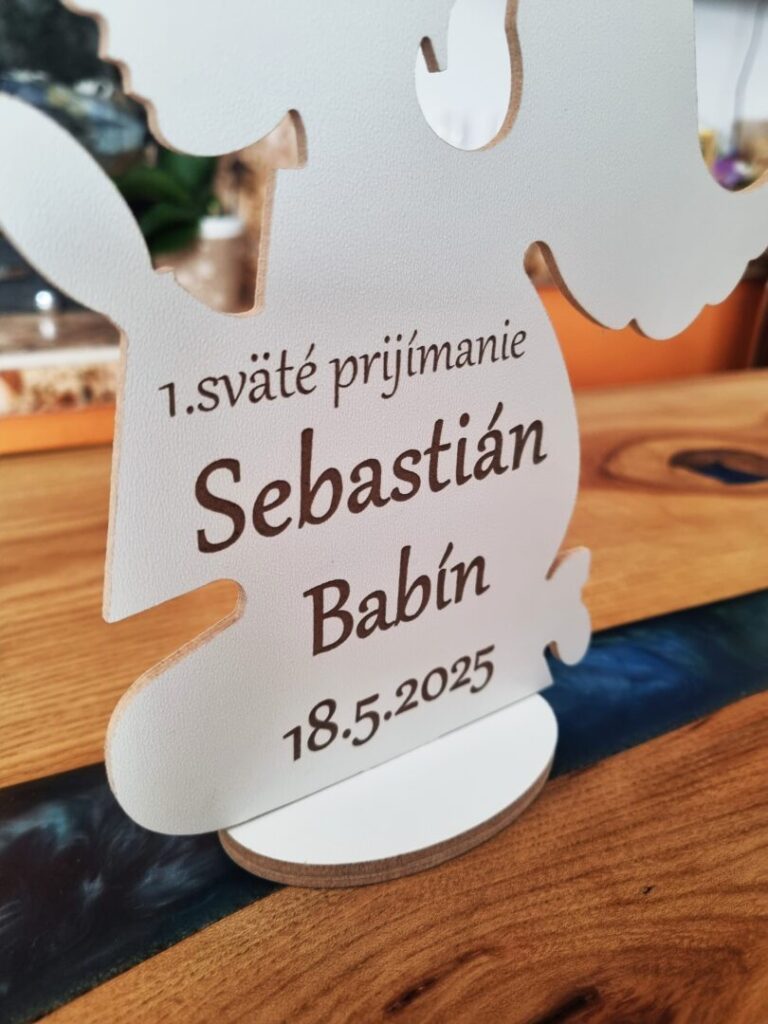 1.sväté prijímanie
Sebastián
Babín
18.5.2025